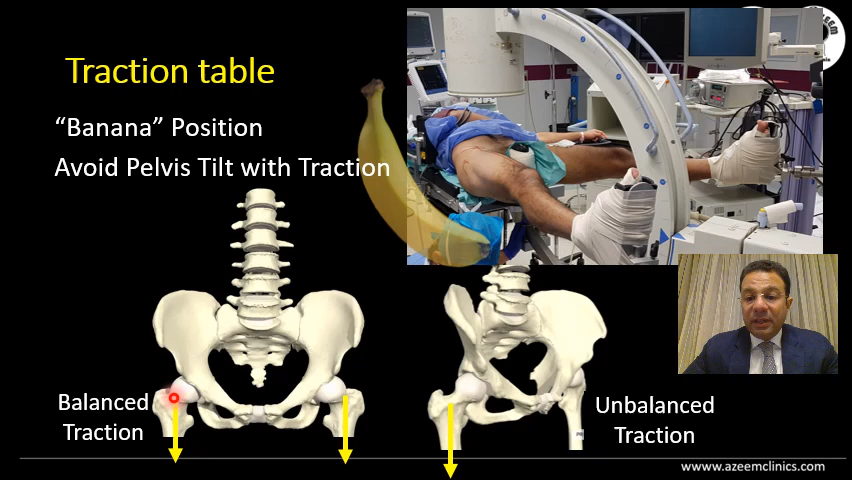 Traction table
“Banana” Position
Avoid Pelvis Tilt with Traction
Balanced
Traction
Unbalanced
Traction
www.azeemclinics.com